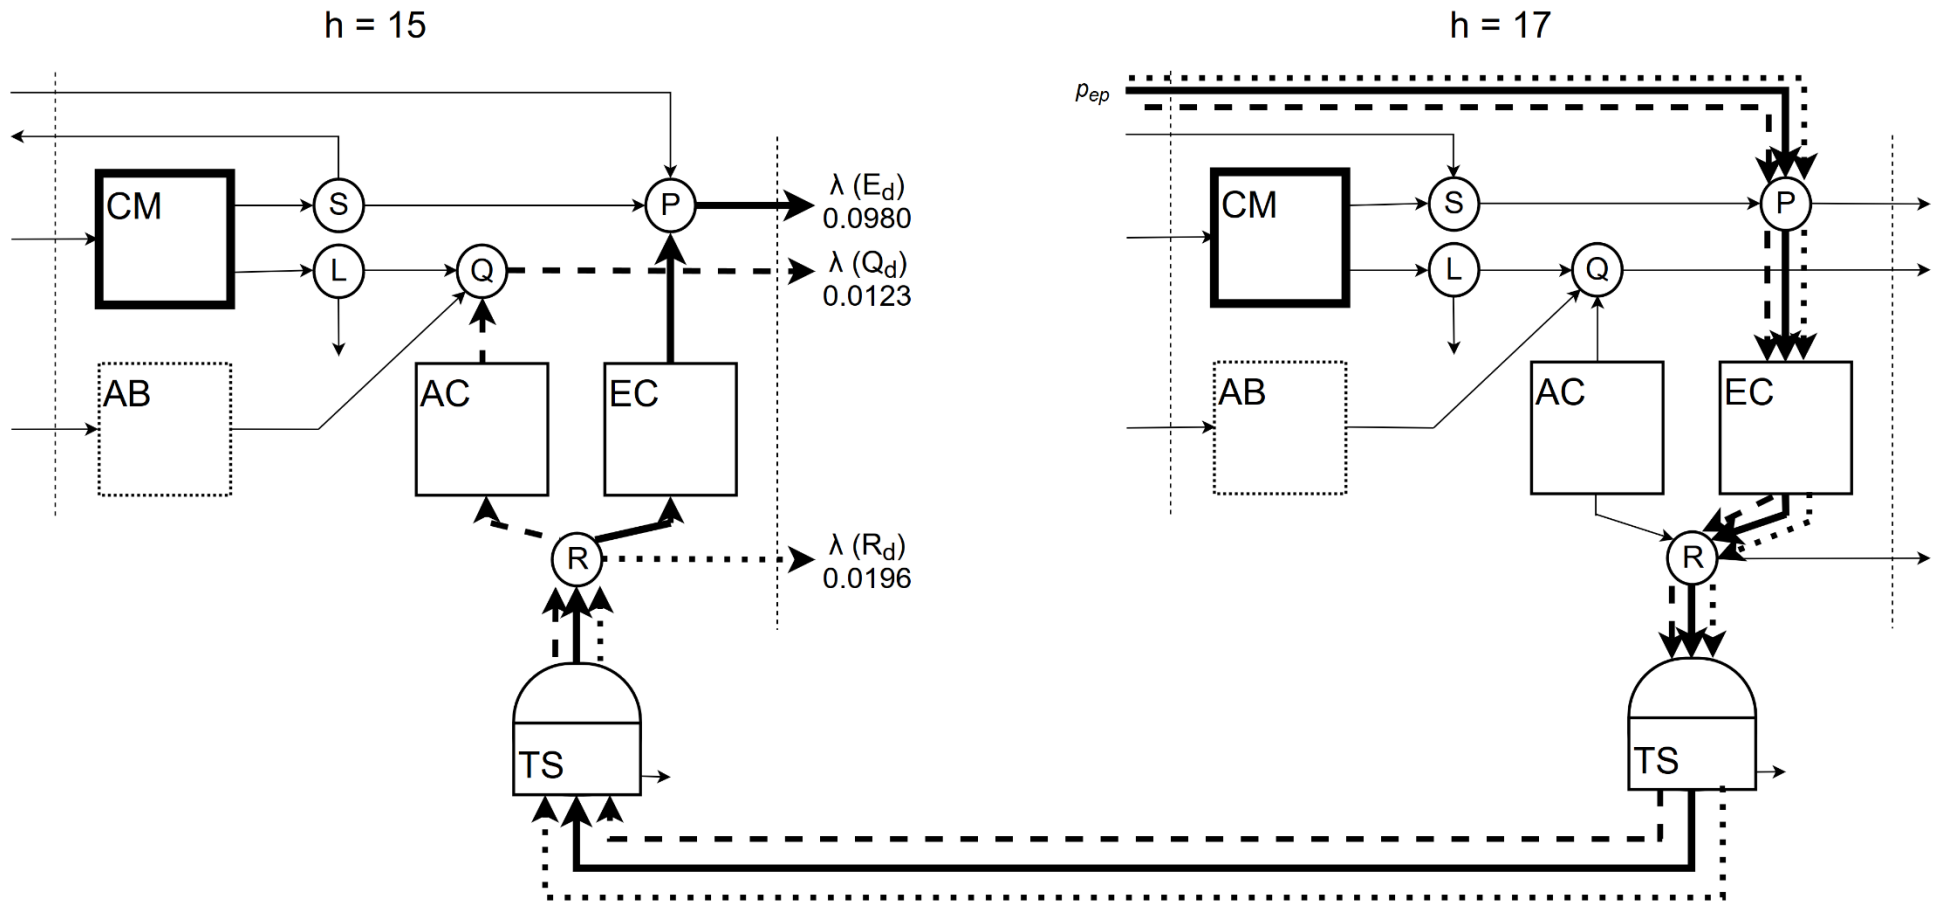 h = 15
h = 17
p_ep
CM
S
P
λ (E_d)
0.0980
L
Q
λ (Q_d)
0.0123
AB
AC
EC
R
λ (R_d)
0.0196
TS
CM
S
P
L
Q
AB
AC
EC
R
TS